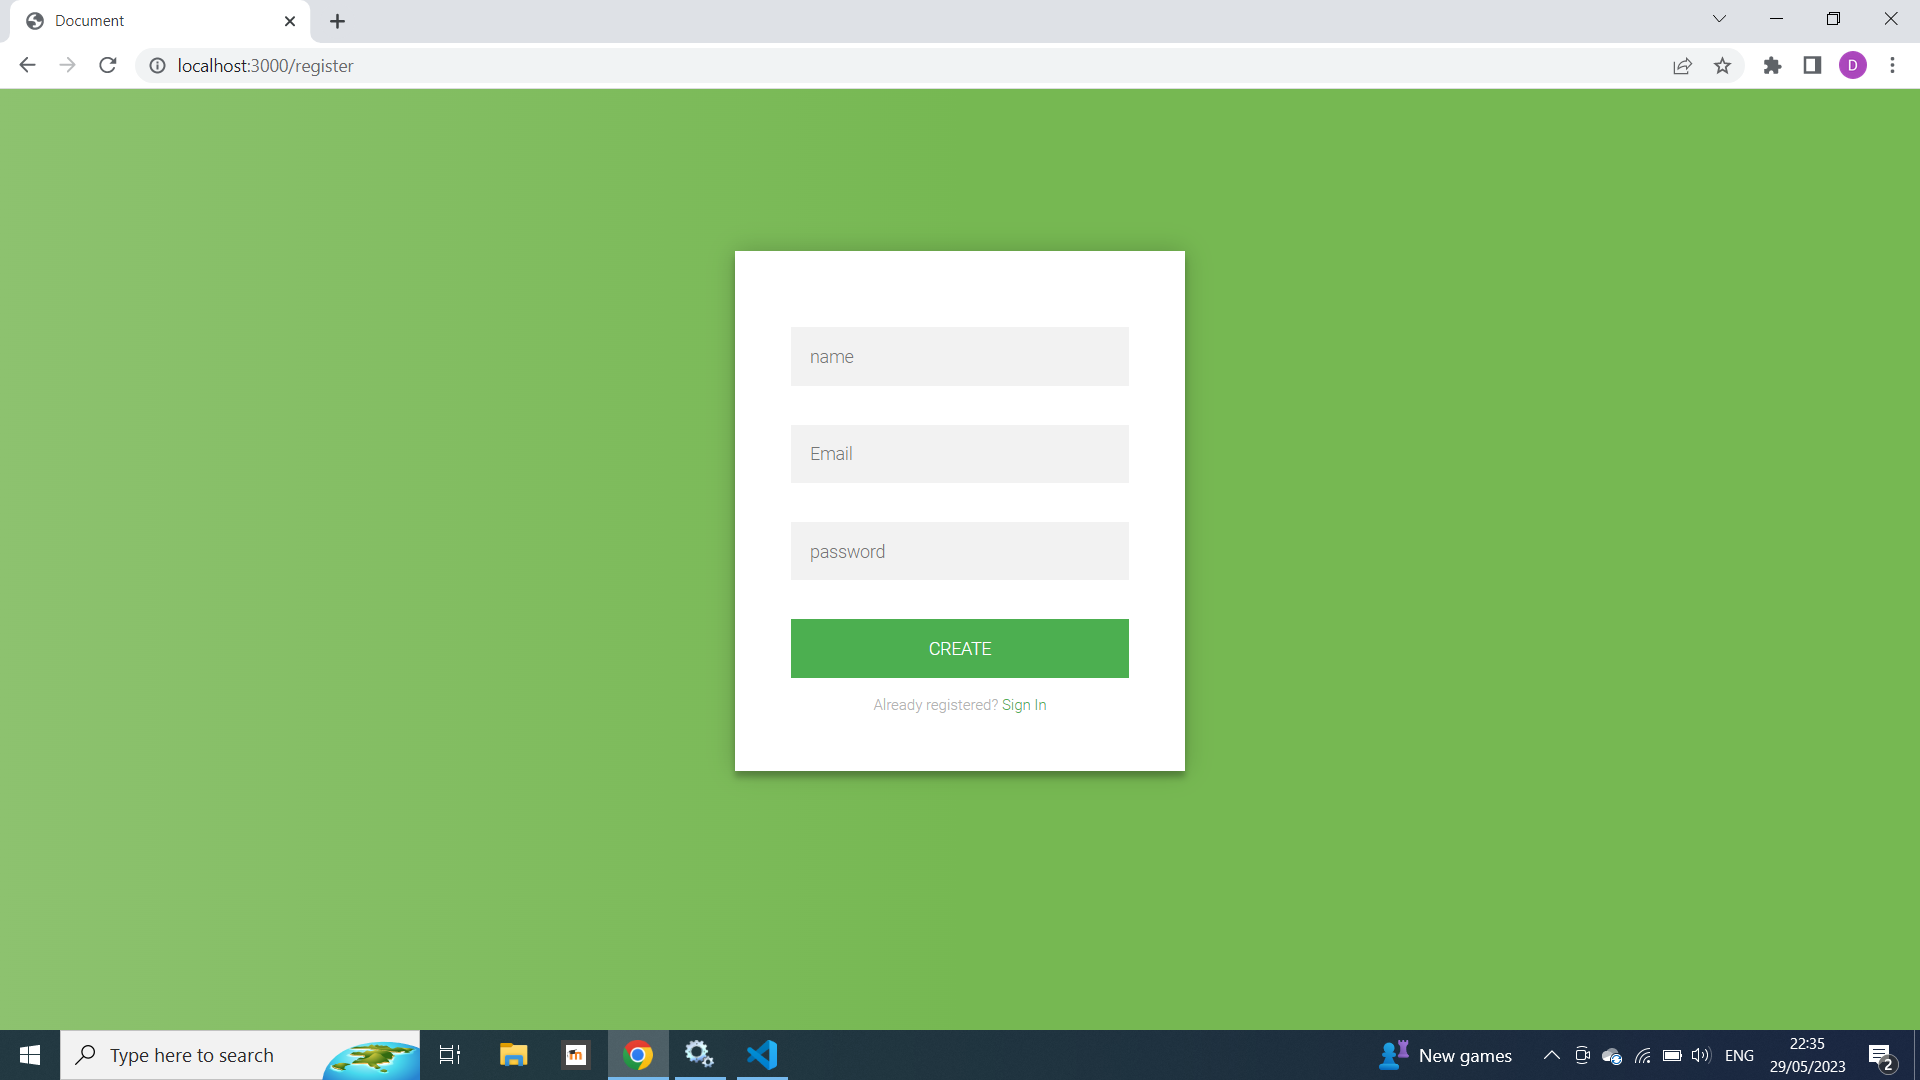 Document
localhost:3000/register
D
name
Email
password
CREATE
Already registered? Sign In
Type here to search
m
New games
ENG
22:35
29/05/2023
2